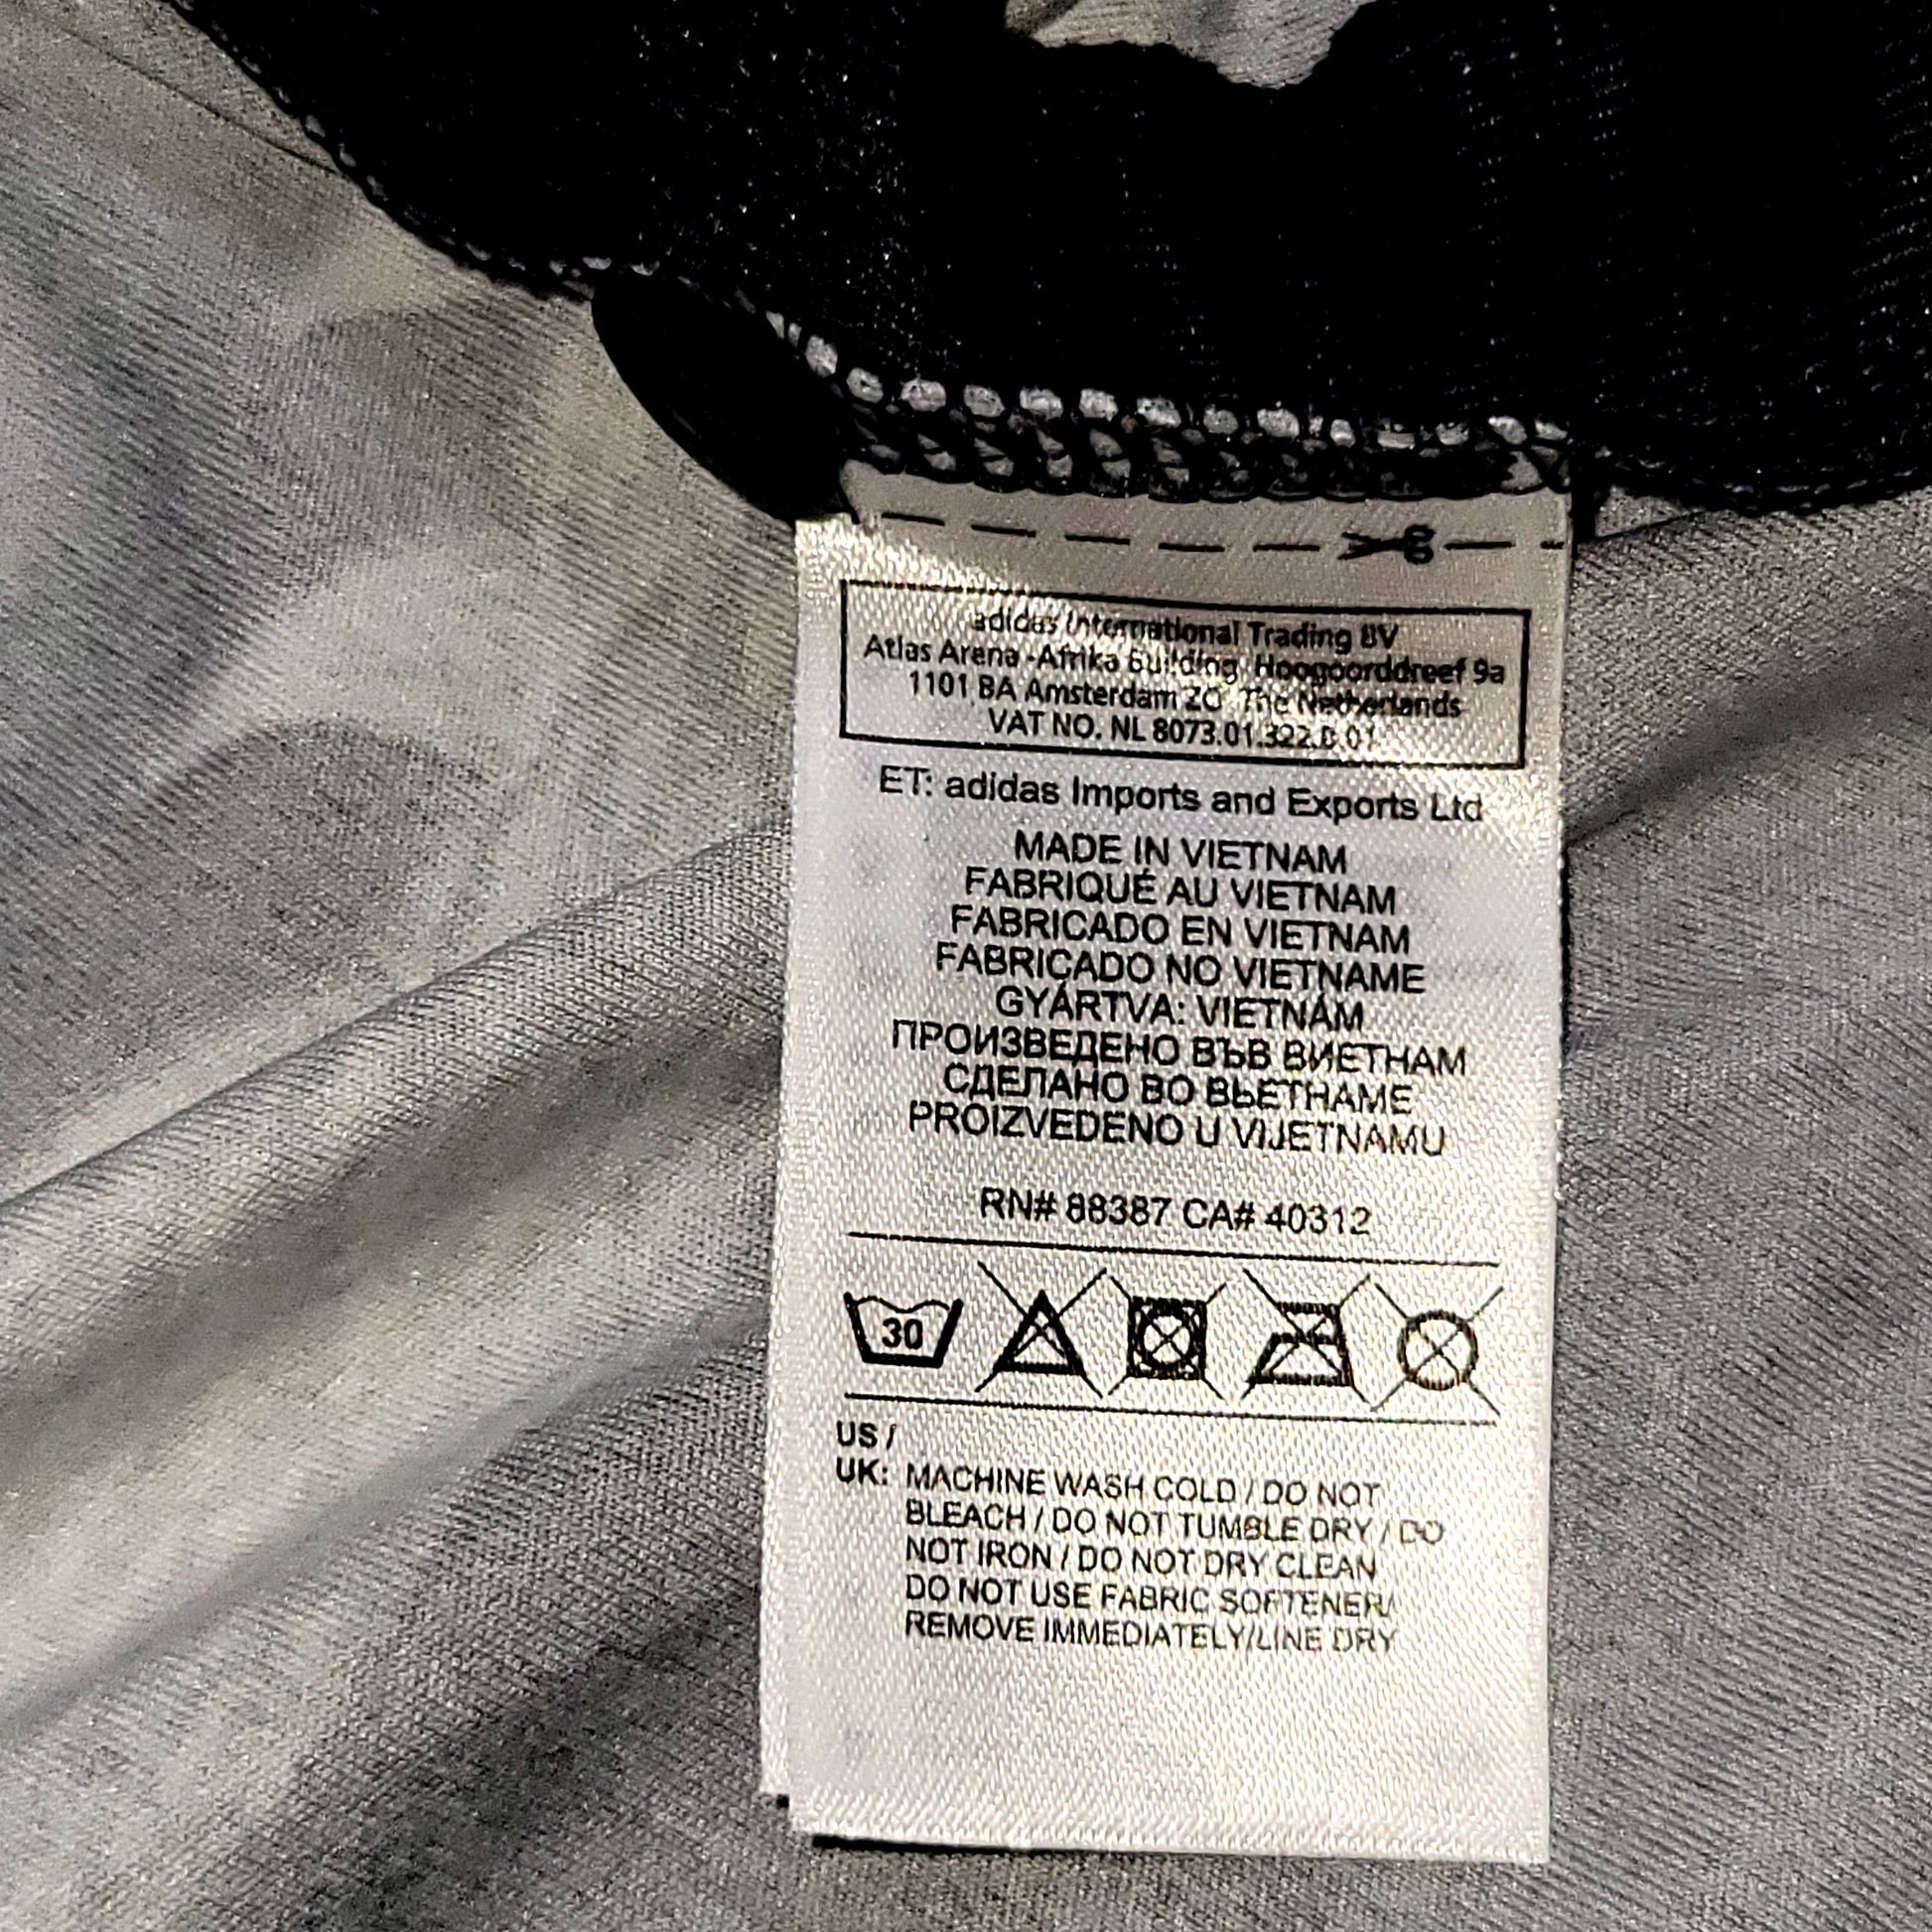 adidas International Trading BV
Atlas Arena -Afrika building, Hoogoorddreef 9a
1101 BA Amsterdam ZO The Netherlands
VAT NO. NL 8073.01.322.B.01
ET: adidas Imports and Exports Ltd
MADE IN VIETNAM
FABRIQUÉ AU VIETNAM
FABRICADO EN VIETNAM
FABRICADO NO VIETNAME
GYÁRTVA: VIETNÁM
ПРОИЗВЕДЕНО ВЪВ ВИЕТНАМ
СДЕЛАНО ВО ВЬЕТНАМЕ
PROIZVEDENO U VIJETNAMU
RN# 88387 CA# 40312
30
US /
UK: MACHINE WASH COLD / DO NOT
BLEACH / DO NOT TUMBLE DRY / DO
NOT IRON / DO NOT DRY CLEAN
DO NOT USE FABRIC SOFTENER/
REMOVE IMMEDIATELY/LINE DRY